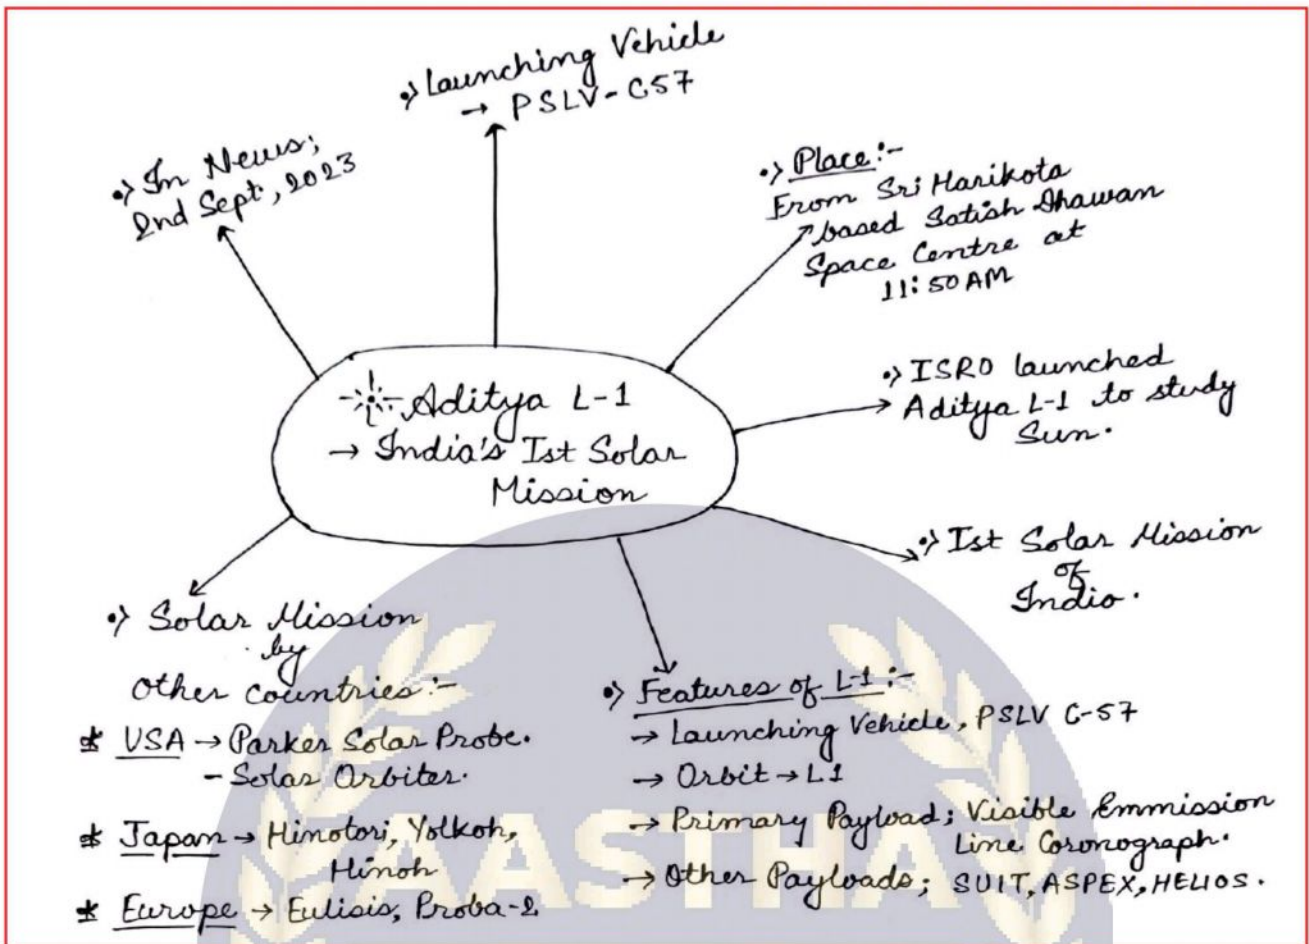 •> Launching Vehicle
→ PSLV-C57
•> In News;
2nd Sept, 2023
•> Place:-
From Sri Harikota
based Satish Dhawan
Space Centre at
11:50 AM
Aditya L-1
→ India's Ist Solar
Mission
•> ISRO launched
Aditya L-1 to study
Sun.
•> Ist Solar Mission
of
India.
•> Solar Mission
by
Other countries:-
* USA → Parker Solar Probe.
- Solar Orbiter.
* Japan → Hinotori, Yolkoh,
Hinoh
* Europe → Eulisis, Proba-2
•> Features of L-1:-
→ Launching Vehicle, PSLV C-57
→ Orbit → L1
→ Primary Payload; Visible Emmission
Line Coronograph.
→ Other Payloads; SUIT, ASPEX, HELIOS.
AASTHA